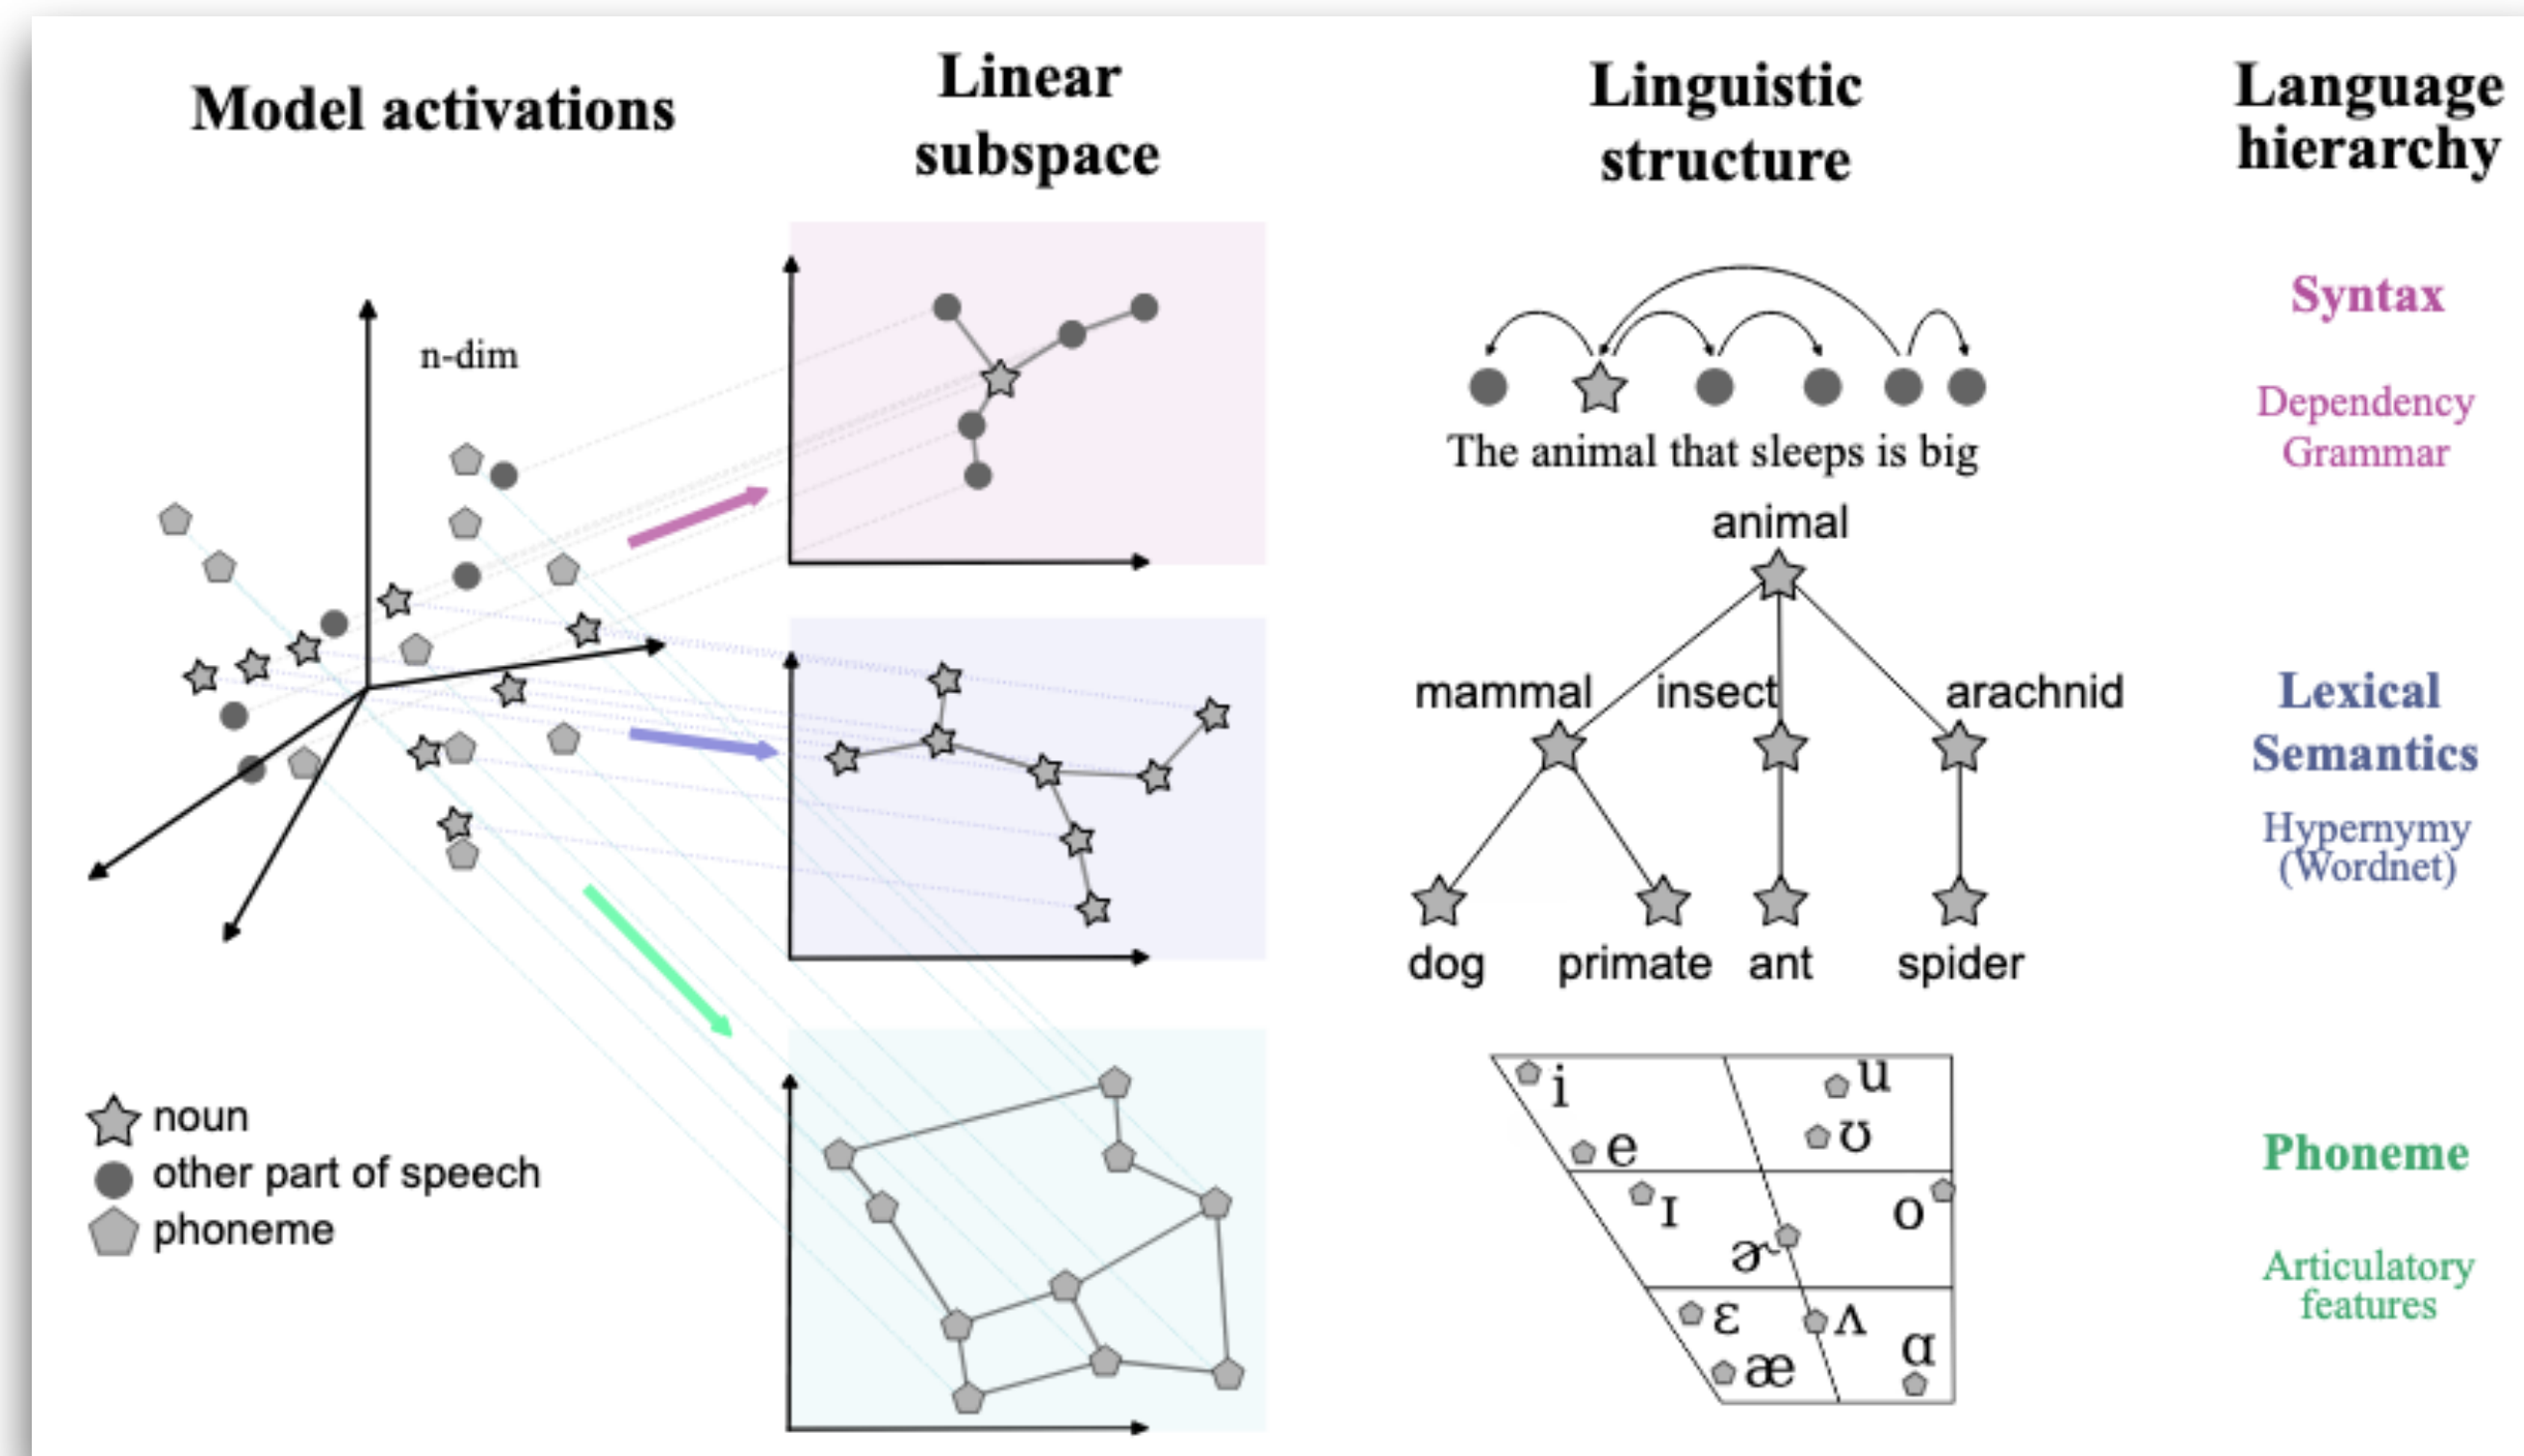 Model activations
Linear
subspace
Linguistic
structure
Language
hierarchy
n-dim
The animal that sleeps is big
Syntax
Dependency
Grammar
animal
mammal
insect
arachnid
dog
primate
ant
spider
Lexical
Semantics
Hypernymy
(Wordnet)
noun
other part of speech
phoneme
i
u
e
ʊ
ɪ
o
ɚ
ɛ
ʌ
æ
ɑ
Phoneme
Articulatory
features